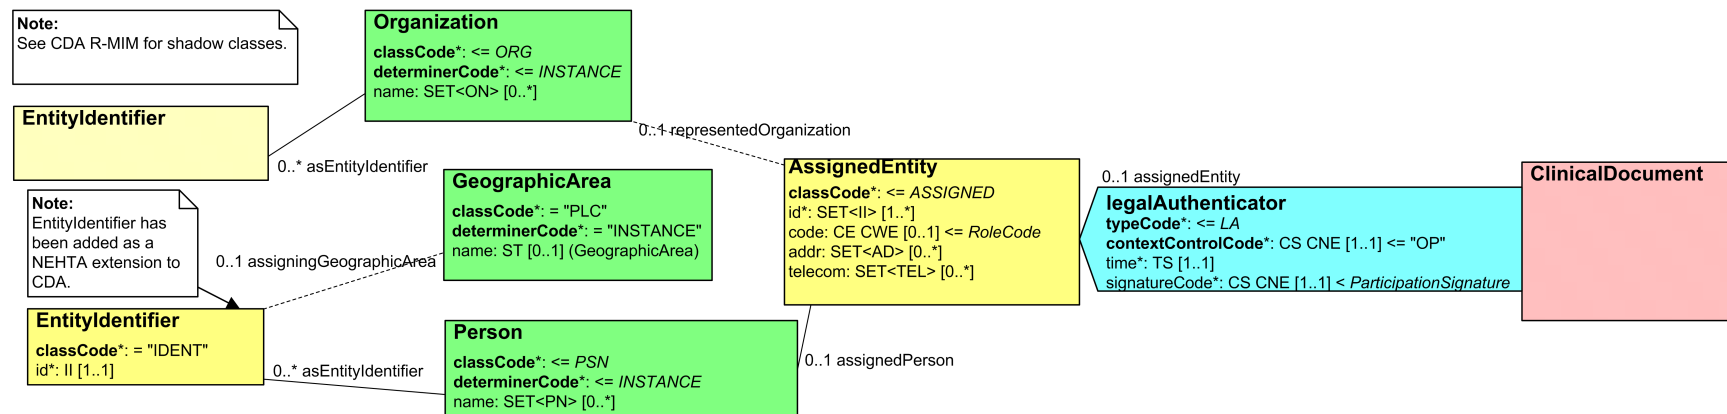 Note:
See CDA R-MIM for shadow classes.
Organization
classCode*: <= ORG
determinerCode*: <= INSTANCE
name: SET<ON> [0..*]
EntityIdentifier
0..* asEntityIdentifier
0..1 representedOrganization
Note:
EntityIdentifier has
been added as a
NEHTA extension to
CDA.
GeographicArea
classCode*: = "PLC"
determinerCode*: = "INSTANCE"
name: ST [0..1] (GeographicArea)
0..1 assigningGeographicArea
AssignedEntity
classCode*: <= ASSIGNED
id*: SET<II> [1..*]
code: CE CWE [0..1] <= RoleCode
addr: SET<AD> [0..*]
telecom: SET<TEL> [0..*]
0..1 assignedEntity
legalAuthenticator
typeCode*: <= LA
contextControlCode*: CS CNE [1..1] <= "OP"
time*: TS [1..1]
signatureCode*: CS CNE [1..1] < ParticipationSignature
ClinicalDocument
EntityIdentifier
classCode*: = "IDENT"
id*: II [1..1]
0..* asEntityIdentifier
Person
classCode*: <= PSN
determinerCode*: <= INSTANCE
name: SET<PN> [0..*]
0..1 assignedPerson